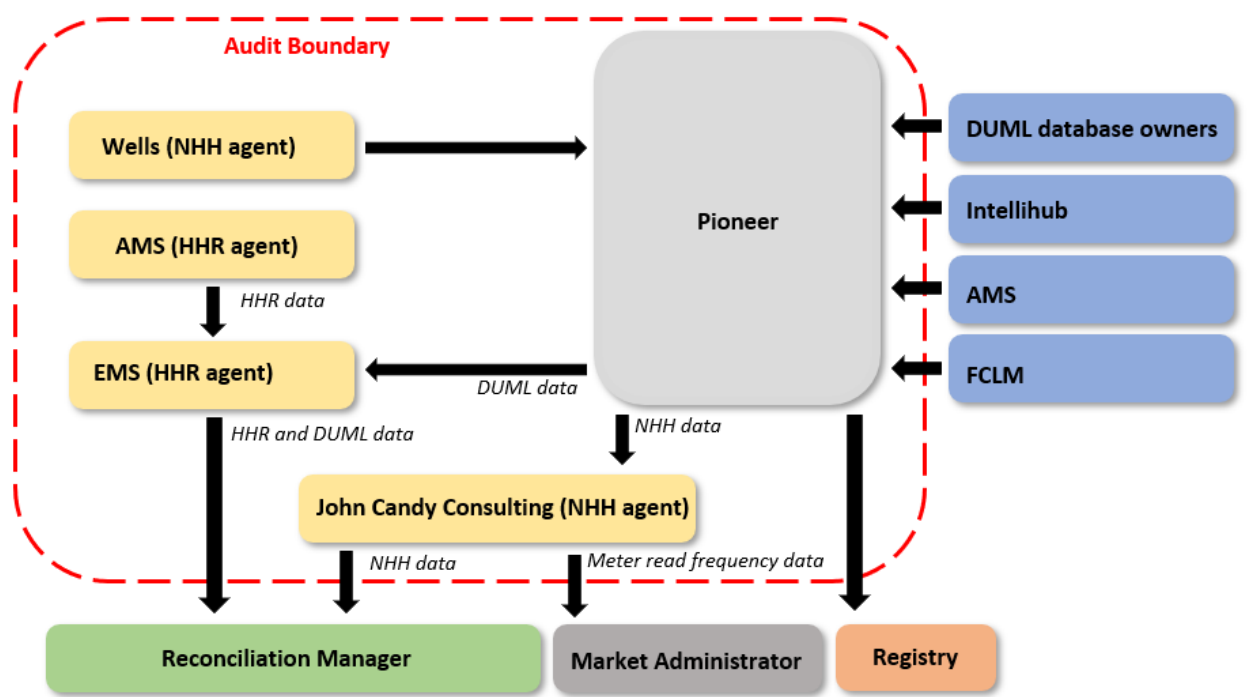 Audit Boundary
Wells (NHH agent)
DUML database owners
Pioneer
Intellihub
AMS (HHR agent)
HHR data
AMS
EMS (HHR agent)
DUML data
FCLM
HHR and DUML data
NHH data
John Candy Consulting (NHH agent)
NHH data
Meter read frequency data
Reconciliation Manager
Market Administrator
Registry